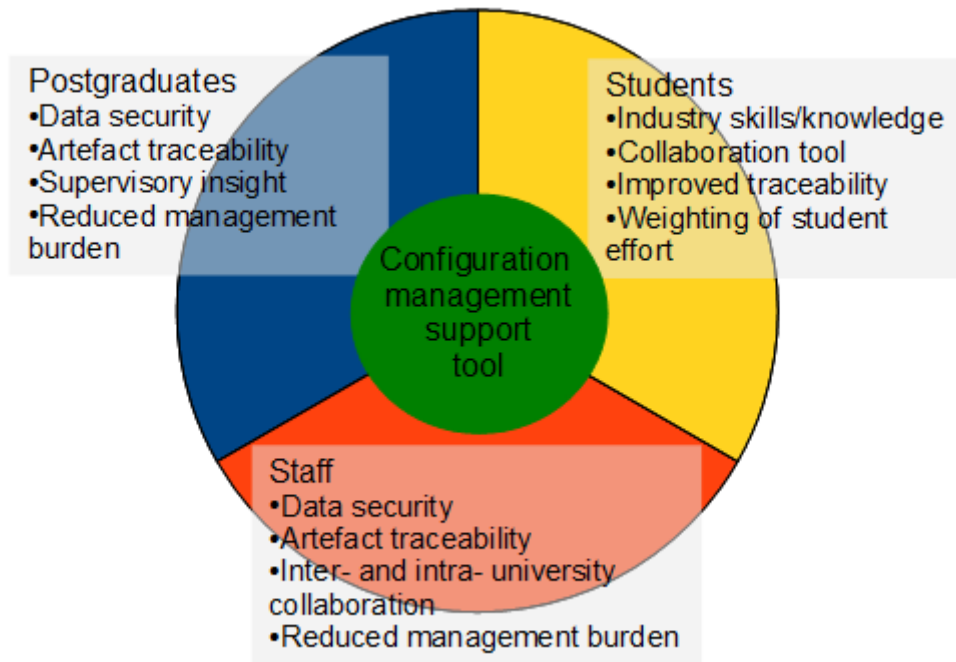 Postgraduates
•Data security
•Artefact traceability
•Supervisory insight
•Reduced management
burden
Students
•Industry skills/knowledge
•Collaboration tool
•Improved traceability
•Weighting of student
effort
Configuration
management
support
tool
Staff
•Data security
•Artefact traceability
•Inter- and intra- university
collaboration
•Reduced management burden